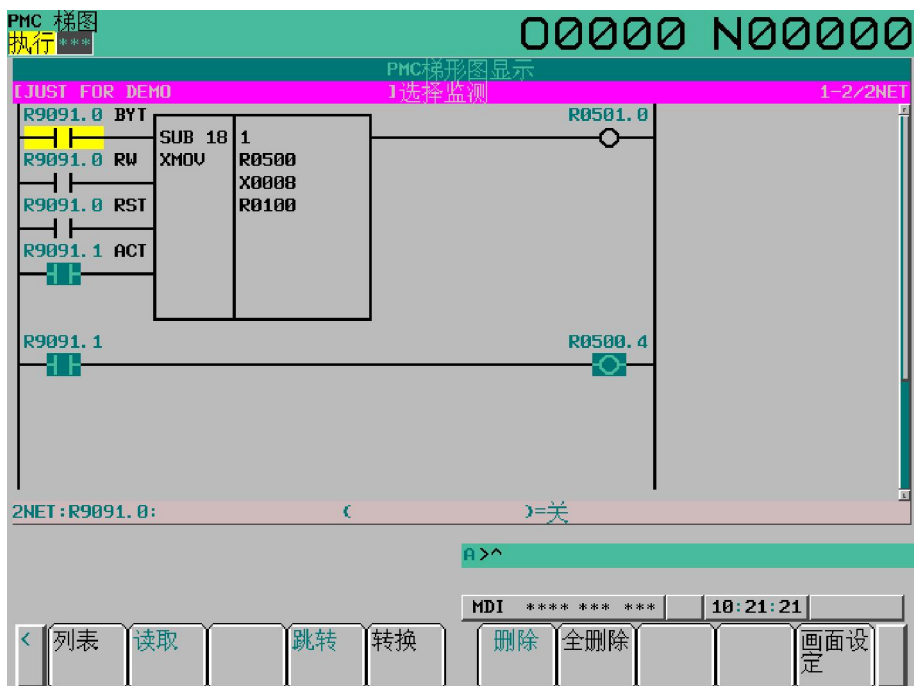 PMC 梯图
O0000 N00000
执行 ***
PMC梯形图显示
[JUST FOR DEMO ]选择监测 1-2/2NET
R9091.0 BYT R0501.0
SUB 18 1
R9091.0 RW XMOV R0500
X0008
R9091.0 RST R0100
R9091.1 ACT
R9091.1 R0500.4
2NET:R9091.0: ( )=关
A>^
MDI **** *** *** 10:21:21
< 列表 读取 跳转 转换 删除 全删除 画面设定